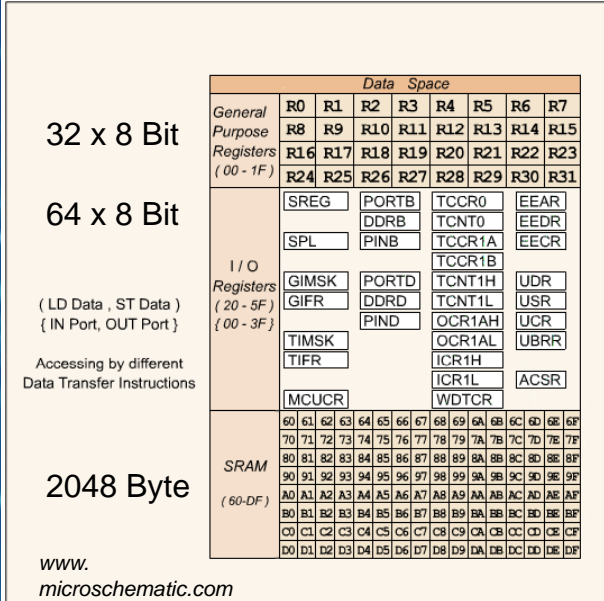 Data Space
General Purpose Registers ( 00 - 1F )
R0 R1 R2 R3 R4 R5 R6 R7
R8 R9 R10 R11 R12 R13 R14 R15
R16 R17 R18 R19 R20 R21 R22 R23
R24 R25 R26 R27 R28 R29 R30 R31
32 x 8 Bit
64 x 8 Bit
( LD Data , ST Data )
{ IN Port, OUT Port }
Accessing by different
Data Transfer Instructions
I / O
Registers
( 20 - 5F )
{ 00 - 3F }
SREG PORTB TCCR0 EEAR
DDRB TCNT0 EEDR
SPL PINB TCCR1A EECR
TCCR1B
GIMSK PORTD TCNT1H UDR
GIFR DDRD TCNT1L USR
PIND OCR1AH UCR
TIMSK OCR1AL UBRR
TIFR ICR1H
ICR1L ACSR
MCUCR WDTCR
2048 Byte
SRAM
( 60-DF )
60 61 62 63 64 65 66 67 68 69 6A 6B 6C 6D 6E 6F
70 71 72 73 74 75 76 77 78 79 7A 7B 7C 7D 7E 7F
80 81 82 83 84 85 86 87 88 89 8A 8B 8C 8D 8E 8F
90 91 92 93 94 95 96 97 98 99 9A 9B 9C 9D 9E 9F
A0 A1 A2 A3 A4 A5 A6 A7 A8 A9 AA AB AC AD AE AF
B0 B1 B2 B3 B4 B5 B6 B7 B8 B9 BA BB BC BD BE BF
C0 C1 C2 C3 C4 C5 C6 C7 C8 C9 CA CB CC CD CE CF
D0 D1 D2 D3 D4 D5 D6 D7 D8 D9 DA DB DC DD DE DF
www.
microschematic.com